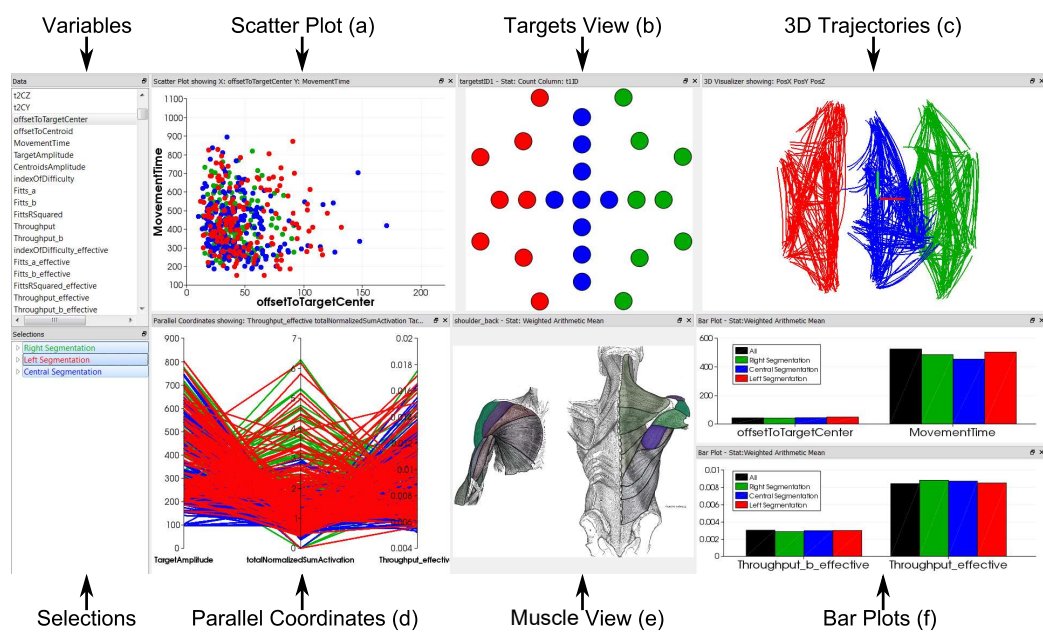 Variables
Scatter Plot (a)
Targets View (b)
3D Trajectories (c)
Data
t2CZ
t2CY
offsetToTargetCenter
offsetToCentroid
MovementTime
TargetAmplitude
CentroidsAmplitude
indexOfDifficulty
Fitts_a
Fitts_b
FittsRSquared
Throughput
Throughput_b
indexOfDifficulty_effective
Fitts_a_effective
Fitts_b_effective
FittsRSquared_effective
Throughput_effective
Throughput_b_effective
Selections
Right Segmentation
Left Segmentation
Central Segmentation
Scatter Plot showing X: offsetToTargetCenter Y: MovementTime
1100
1000
900
800
700
600
500
400
300
200
100
MovementTime
0
50
100
150
200
offsetToTargetCenter
targetstID1 - Stat: Count Column: t1ID
3D Visualizer showing: PosX PosY PosZ
Parallel Coordinates showing: Throughput_effective totalNormalizedSumActivation Tar...
900
800
700
600
500
400
300
200
100
0
7
6
5
4
3
2
1
0
0.02
0.018
0.016
0.014
0.012
0.01
0.008
0.006
0.004
TargetAmplitude
totalNormalizedSumActivation
Throughput_effective
shoulder_back - Stat: Weighted Arithmetic Mean
Bar Plot - Stat:Weighted Arithmetic Mean
600
400
200
0
All
Right Segmentation
Central Segmentation
Left Segmentation
offsetToTargetCenter
MovementTime
Bar Plot - Stat:Weighted Arithmetic Mean
0.01
0.008
0.006
0.004
0.002
0
All
Right Segmentation
Central Segmentation
Left Segmentation
Throughput_b_effective
Throughput_effective
Selections
Parallel Coordinates (d)
Muscle View (e)
Bar Plots (f)